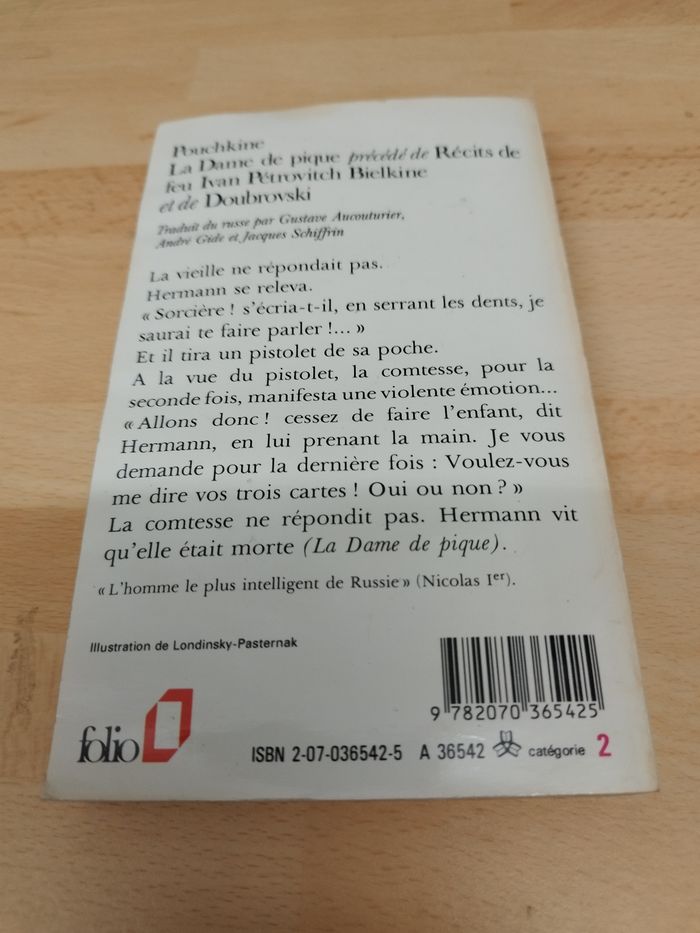 Pouchkine
La Dame de pique précédé de Récits de
feu Ivan Pétrovitch Bielkine
et de Doubrovski
Traduit du russe par Gustave Aucouturier,
André Gide et Jacques Schiffrin
La vieille ne répondait pas.
Hermann se releva.
« Sorcière ! s'écria-t-il, en serrant les dents, je
saurai te faire parler !... »
Et il tira un pistolet de sa poche.
A la vue du pistolet, la comtesse, pour la
seconde fois, manifesta une violente émotion...
« Allons donc ! cessez de faire l'enfant, dit
Hermann, en lui prenant la main. Je vous
demande pour la dernière fois : Voulez-vous
me dire vos trois cartes ! Oui ou non ? »
La comtesse ne répondit pas. Hermann vit
qu'elle était morte (La Dame de pique).
« L'homme le plus intelligent de Russie » (Nicolas Ier).
Illustration de Londinsky-Pasternak
9 782070 365425
folio
ISBN 2-07-036542-5 A 36542 catégorie 2